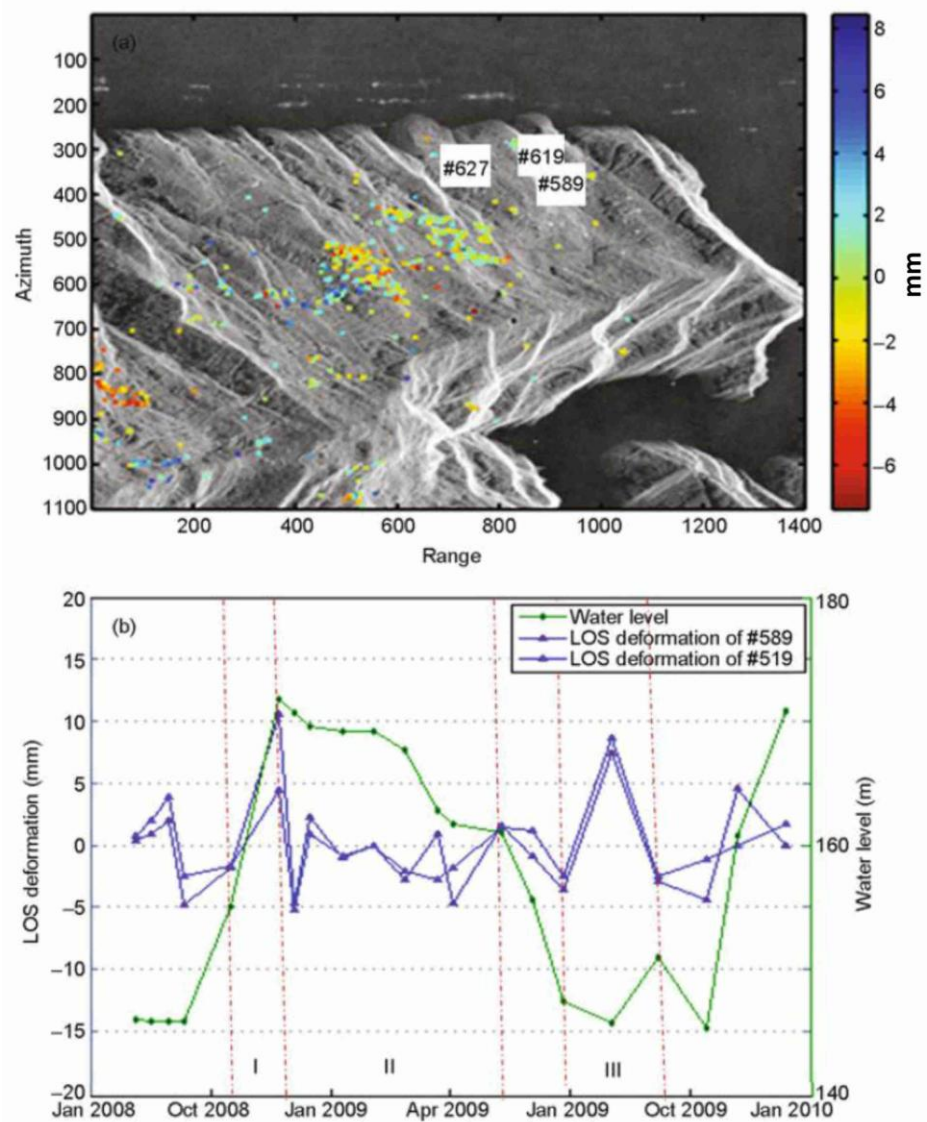 (a)
100
200
300
400
500
600
700
800
900
1000
1100
Azimuth
#627
#619
#589
200
400
600
800
1000
1200
1400
Range
8
6
4
2
0
−2
−4
−6
mm
(b)
20
15
10
5
0
−5
−10
−15
−20
LOS deformation (mm)
Water level
LOS deformation of #589
LOS deformation of #519
180
160
140
Water level (m)
I
II
III
Jan 2008
Oct 2008
Jan 2009
Apr 2009
Jan 2009
Oct 2009
Jan 2010